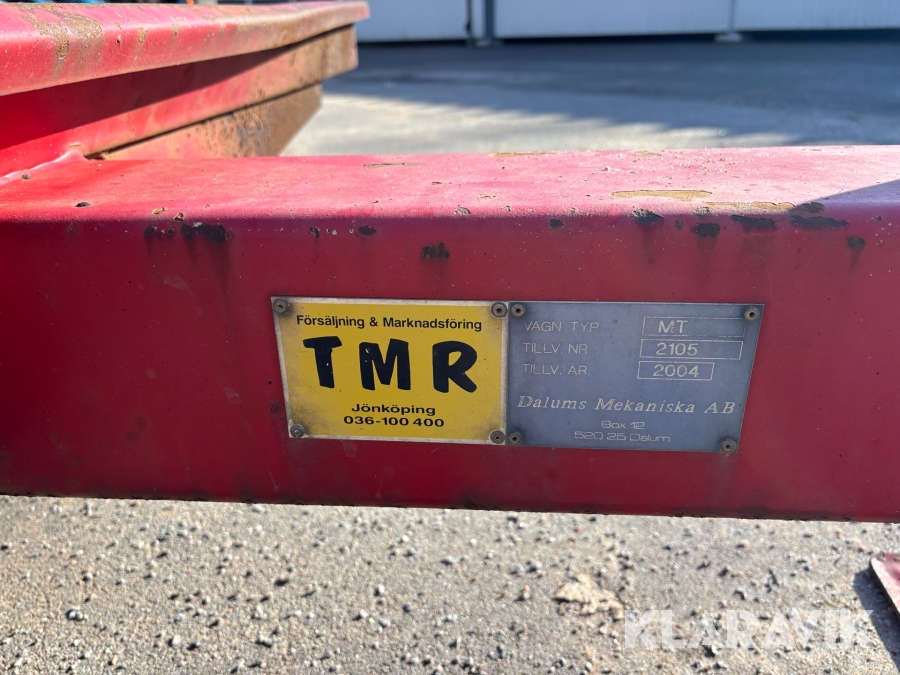 Försäljning & Marknadsföring
TMR
Jönköping
036-100 400
VAGN. TYP. MT
TILLV. NR. 2105
TILLV. ÅR. 2004
Dalums Mekaniska AB
Box 12
520 25 Dalum
KLARAVIK